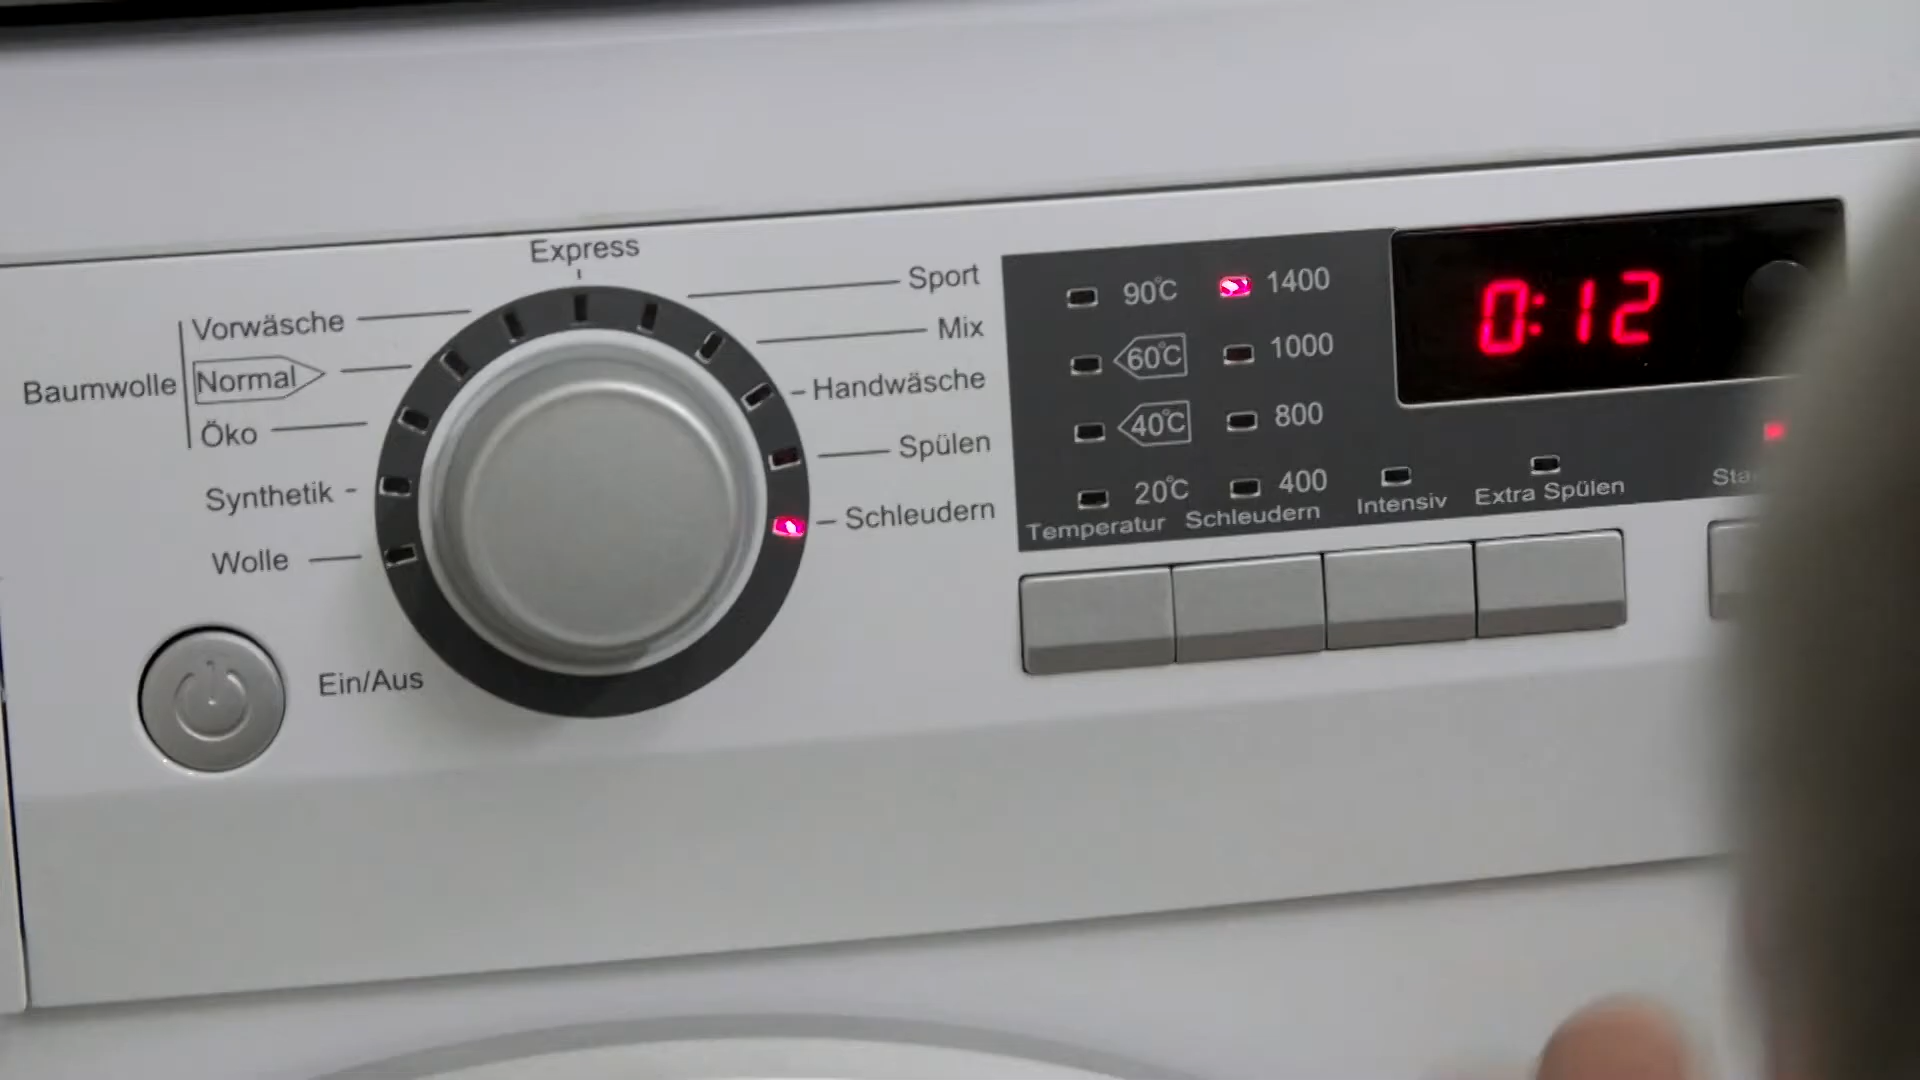 Express
Sport
Vorwäsche
Mix
Baumwolle
Normal
Handwäsche
Öko
Spülen
Synthetik
Schleudern
Wolle
Ein/Aus
90°C 1400
60°C 1000
40°C 800
20°C 400
Temperatur Schleudern Intensiv Extra Spülen
0:12